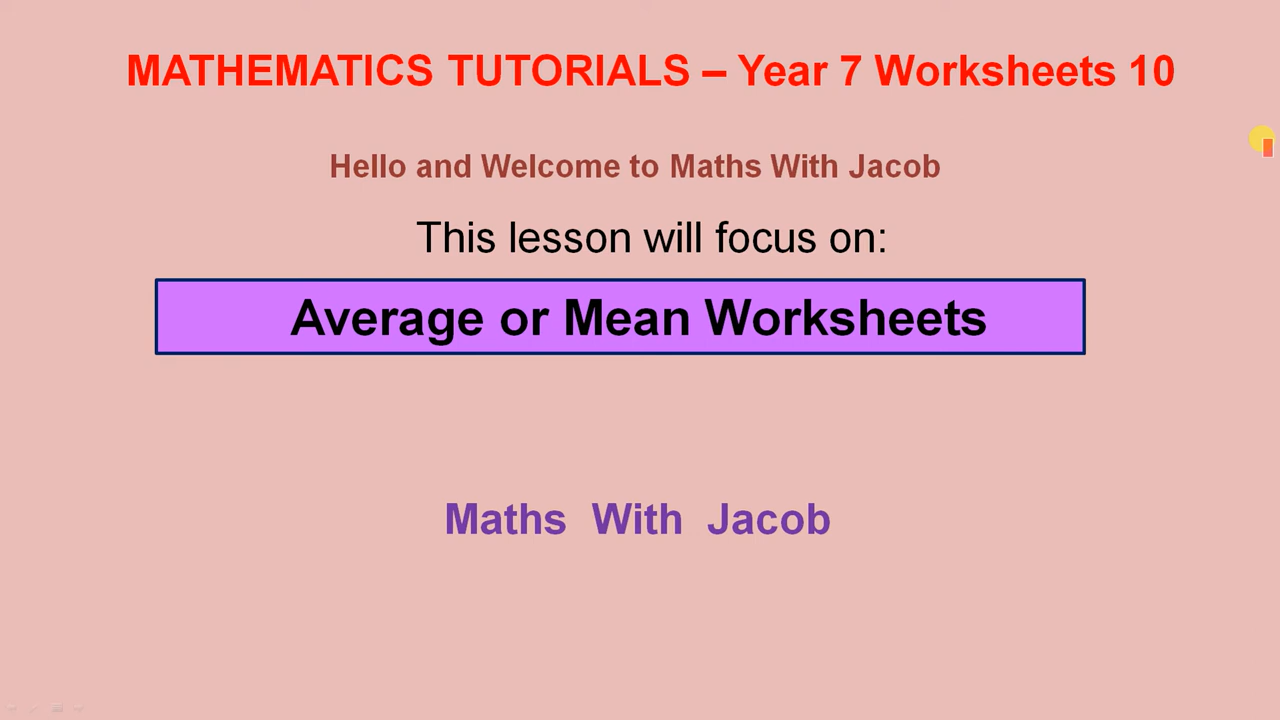 MATHEMATICS TUTORIALS – Year 7 Worksheets 10
Hello and Welcome to Maths With Jacob
This lesson will focus on:
Average or Mean Worksheets
Maths With Jacob